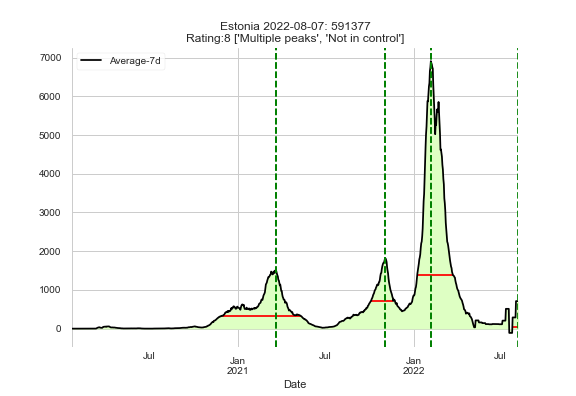 Estonia 2022-08-07: 591377
Rating:8 ['Multiple peaks', 'Not in control']
Average-7d
7000
6000
5000
4000
3000
2000
1000
0
Jul
Jan
2021
Jul
Jan
2022
Jul
Date